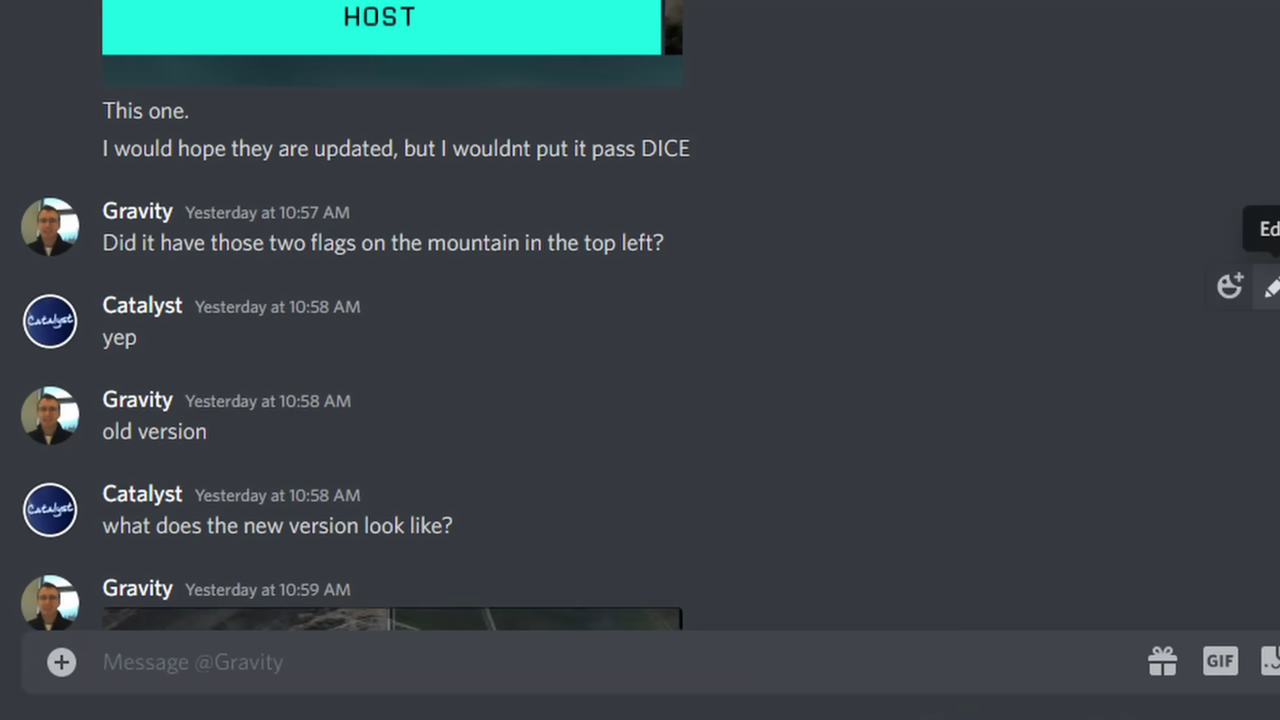 HOST
This one.
I would hope they are updated, but I wouldnt put it pass DICE
Gravity Yesterday at 10:57 AM
Did it have those two flags on the mountain in the top left?
Ed
Catalyst Yesterday at 10:58 AM
Catalyst
yep
Gravity Yesterday at 10:58 AM
old version
Catalyst Yesterday at 10:58 AM
Catalyst
what does the new version look like?
Gravity Yesterday at 10:59 AM
Message @Gravity
GIF